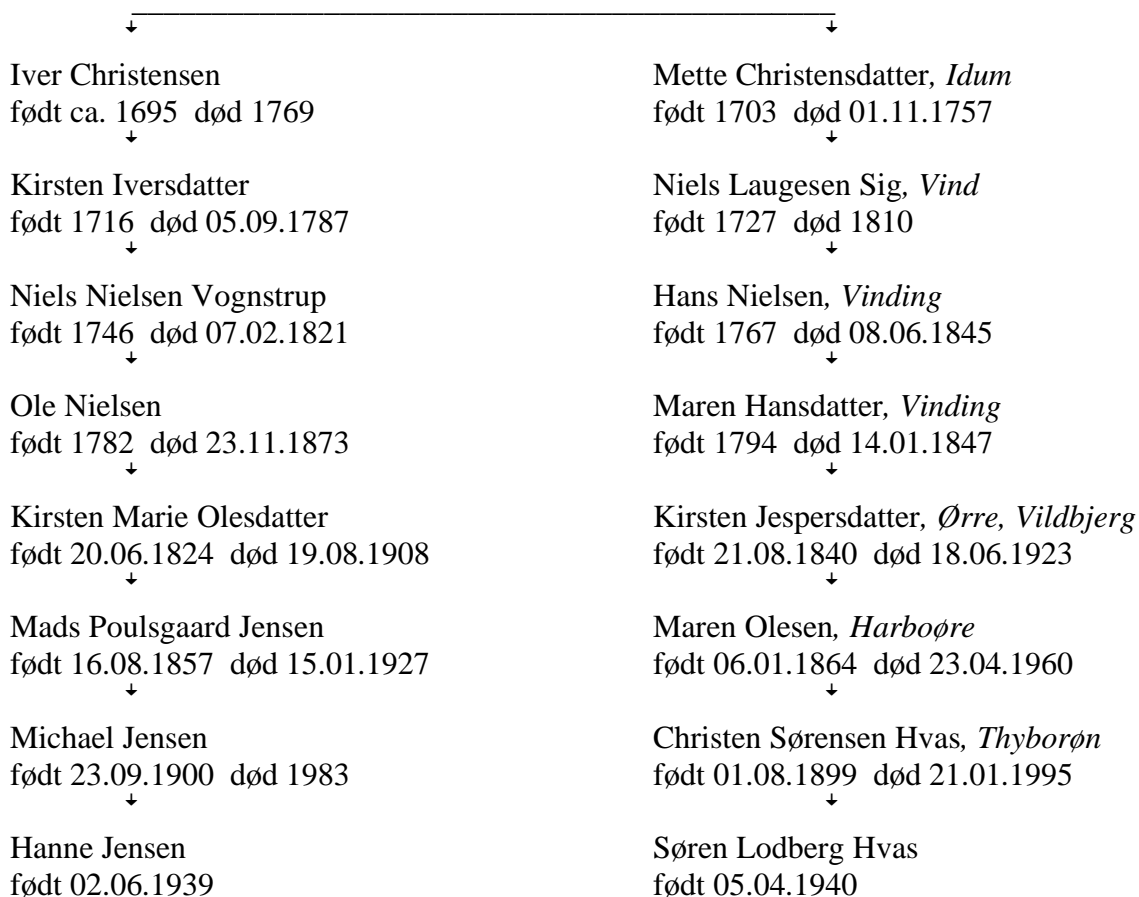 Iver Christensen
født ca. 1695 død 1769
Kirsten Iversdatter
født 1716 død 05.09.1787
Niels Nielsen Vognstrup
født 1746 død 07.02.1821
Ole Nielsen
født 1782 død 23.11.1873
Kirsten Marie Olesdatter
født 20.06.1824 død 19.08.1908
Mads Poulsgaard Jensen
født 16.08.1857 død 15.01.1927
Michael Jensen
født 23.09.1900 død 1983
Hanne Jensen
født 02.06.1939
Mette Christensdatter, Idum
født 1703 død 01.11.1757
Niels Laugesen Sig, Vind
født 1727 død 1810
Hans Nielsen, Vinding
født 1767 død 08.06.1845
Maren Hansdatter, Vinding
født 1794 død 14.01.1847
Kirsten Jespersdatter, Ørre, Vildbjerg
født 21.08.1840 død 18.06.1923
Maren Olesen, Harboøre
født 06.01.1864 død 23.04.1960
Christen Sørensen Hvas, Thyborøn
født 01.08.1899 død 21.01.1995
Søren Lodberg Hvas
født 05.04.1940